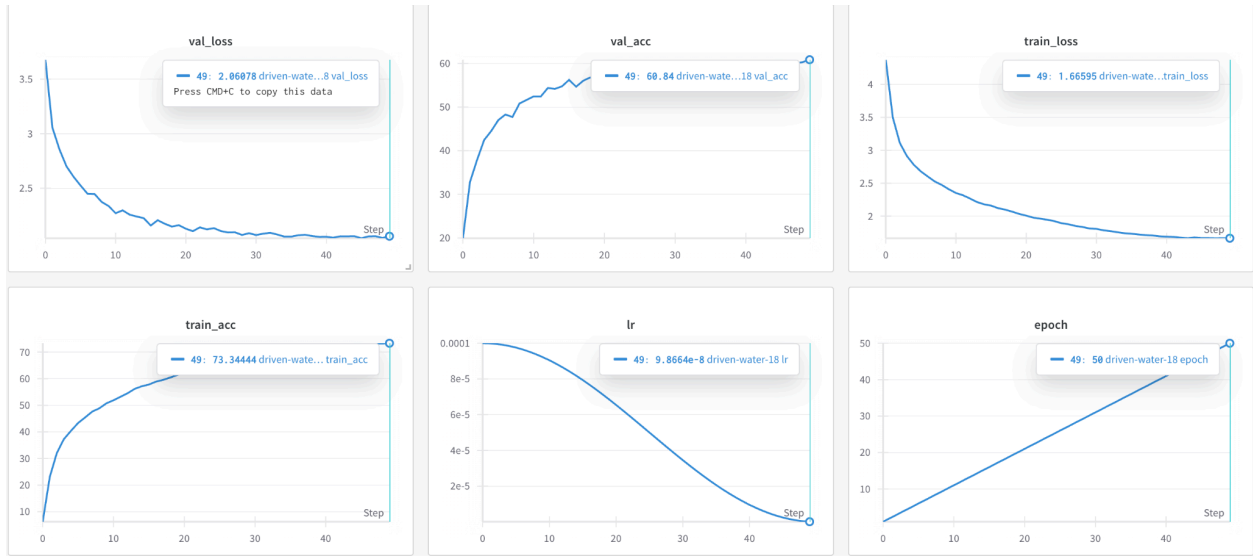 val_loss
49: 2.06078 driven-wate...8 val_loss
Press CMD+C to copy this data
3.5
3
2.5
Step
0
10
20
30
40
val_acc
49: 60.84 driven-wate...18 val_acc
60
50
40
30
20
Step
0
10
20
30
40
train_loss
49: 1.66595 driven-wate...train_loss
4
3.5
3
2.5
2
Step
0
10
20
30
40
train_acc
49: 73.34444 driven-wate... train_acc
70
60
50
40
30
20
10
Step
0
10
20
30
40
lr
49: 9.8664e-8 driven-water-18 lr
0.0001
8e-5
6e-5
4e-5
2e-5
Step
0
10
20
30
40
epoch
49: 50 driven-water-18 epoch
50
40
30
20
10
Step
0
10
20
30
40